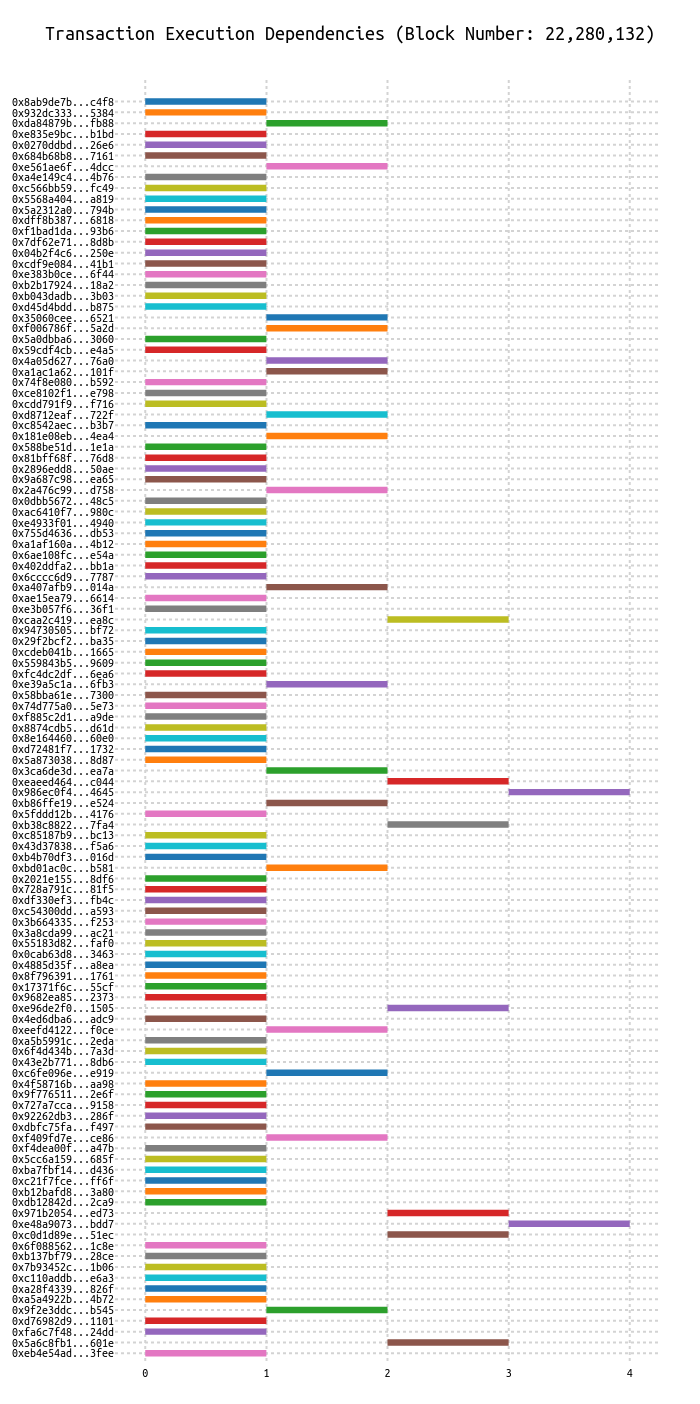 Transaction Execution Dependencies (Block Number: 22,280,132)
0x8ab9de7b...c4f8
0x932dc333...5384
0xda84879b...fb88
0xe835e9bc...b1bd
0x0270ddbd...26e6
0x684b68b8...7161
0xe561ae6f...4dcc
0xa4e149c4...4b76
0xc566bb59...fc49
0x5568a404...a819
0x5a2312a0...794b
0xdff8b387...6818
0xf1bad1da...93b6
0x7df62e71...8d8b
0x04b2f4c6...250e
0xcdf9e084...41b1
0xe383b0ce...6f44
0xb2b17924...18a2
0xb043dadb...3b03
0xd45d4bdd...b875
0x35060cee...6521
0xf006786f...5a2d
0x5a0dbba6...3060
0x59cdf4cb...e4a5
0x4a05d627...76a0
0xa1ac1a62...101f
0x74f8e080...b592
0xce8102f1...e798
0xcdd791f9...f716
0xd8712eaf...722f
0xc8542aec...b3b7
0x181e08eb...4ea4
0x588be51d...1e1a
0x81bff68f...76d8
0x2896edd8...50ae
0x9a687c98...ea65
0x2a476c99...d758
0x0dbb5672...48c5
0xac6410f7...980c
0xe4933f01...4940
0x755d4636...db53
0xa1af160a...4b12
0x6ae108fc...e54a
0x402ddfa2...bb1a
0x6cccc6d9...7787
0xa407afb9...014a
0xae15ea79...6614
0xe3b057f6...36f1
0xcaa2c419...ea8c
0x94730505...bf72
0x29f2bcf2...ba35
0xcdeb041b...1665
0x559843b5...9609
0xfc4dc2df...6ea6
0xe39a5c1a...6fb3
0x58bba61e...7300
0x74d775a0...5e73
0xf885c2d1...a9de
0x8874cdb5...d61d
0x8e164460...60e0
0xd72481f7...1732
0x5a873038...8d87
0x3ca6de3d...ea7a
0xeaeed464...c044
0x986ec0f4...4645
0xb86ffe19...e524
0x5fddd12b...4176
0xb38c8822...7fa4
0xc85187b9...bc13
0x43d37838...f5a6
0xb4b70df3...016d
0xbd01ac0c...b581
0x2021e155...8df6
0x728a791c...81f5
0xdf330ef3...fb4c
0xc54300dd...a593
0x3b664335...f253
0x3a8cda99...ac21
0x55183d82...faf0
0x0cab63d8...3463
0x4885d35f...a8ea
0x8f796391...1761
0x17371f6c...55cf
0x9682ea85...2373
0xe96de2f0...1505
0x4ed6dba6...adc9
0xeefd4122...f0ce
0xa5b5991c...2eda
0x6f4d434b...7a3d
0x43e2b771...8db6
0xc6fe096e...e919
0x4f58716b...aa98
0x9f776511...2e6f
0x727a7cca...9158
0x92262db3...286f
0xdbfc75fa...f497
0xf409fd7e...ce86
0xf4dea00f...a47b
0x5cc6a159...685f
0xba7fbf14...d436
0xc21f7fce...ff6f
0xb12bafd8...3a80
0xdb12842d...2ca9
0x971b2054...ed73
0xe48a9073...bdd7
0xc0d1d89e...51ec
0x6f088562...1c8e
0xb137bf79...28ce
0x7b93452c...1b06
0xc110addb...e6a3
0xa28f4339...826f
0xa5a4922b...4b72
0x9f2e3ddc...b545
0xd76982d9...1101
0xfa6c7f48...24dd
0x5a6c8fb1...601e
0xeb4e54ad...3fee
0 1 2 3 4